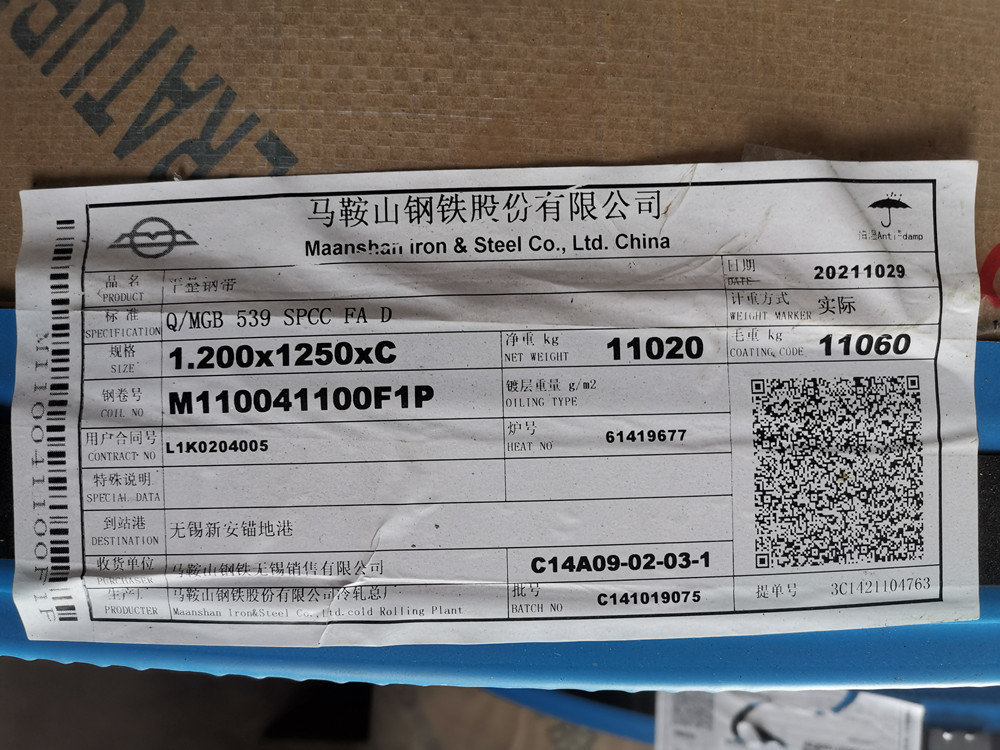 ERATUR
马鞍山钢铁股份有限公司
Maanshan iron & Steel Co., Ltd. China
Anti-damp
品 名 平整钢带 日期 20211029
PRODUCT DATE
标 准 Q/MGB 539 SPCC FA D 计重方式 实际
SPECIFICATION WEIGHT MARKER
规格 1.200x1250xC 净重 kg 11020 毛重 kg 11060
SIZE NET WEIGHT COATING CODE
钢卷号 M110041100F1P 镀层重量 g/m2
COIL NO OILING TYPE
用户合同号 L1K0204005 炉号 61419677
CONTRACT NO HEAT NO
特殊说明
SPECIAL DATA
到站港 无锡新安锚地港
DESTINATION
收货单位 马鞍山钢铁无锡销售有限公司 C14A09-02-03-1
PURCHASER
生产厂 马鞍山钢铁股份有限公司冷轧总厂 批号 C141019075 提单号 3C1421104763
PRODUCTER Maanshan Iron&Steel Co.,Ltd.cold Rolling Plant BATCH NO
M110041100F1P